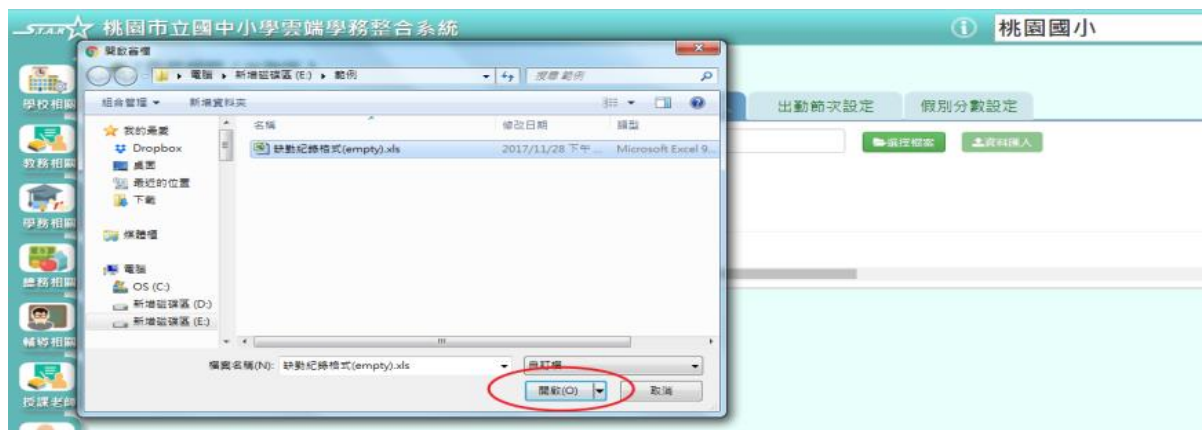 STAR 桃園市立國中小學雲端學務整合系統
桃園國小
開啟舊檔
電腦 新增磁碟區 (E:) 範例
搜尋 範例
組合管理 新增資料夾
出勤節次設定 假別分數設定
選擇檔案 資料匯入
學校相關
教務相關
學務相關
總務相關
輔導相關
授課老師
我的最愛
Dropbox
桌面
最近的位置
下載
媒體櫃
電腦
OS (C:)
新增磁碟區 (D:)
新增磁碟區 (E:)
名稱 修改日期 類型
缺勤紀錄格式(empty).xls 2017/11/28 下午 ... Microsoft Excel 9...
檔案名稱(N): 缺勤紀錄格式(empty).xls
自訂檔
開啟(O) 取消